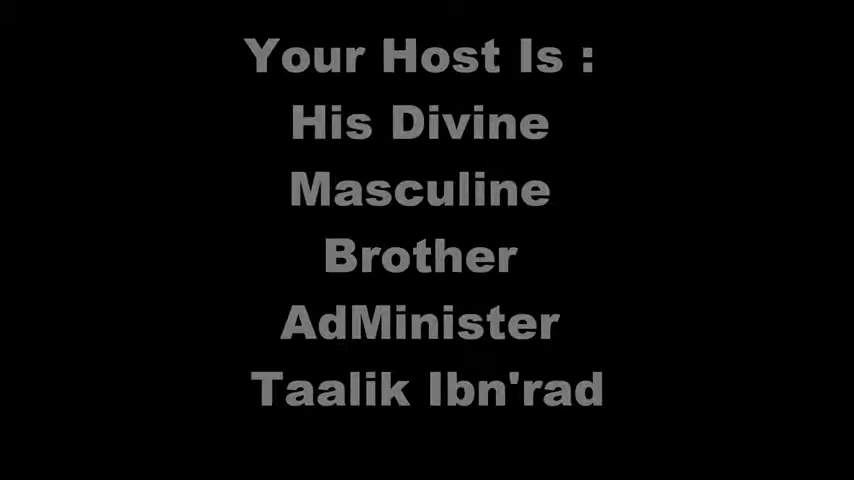 Your Host Is :
His Divine
Masculine
Brother
AdMinister
Taalik Ibn'rad